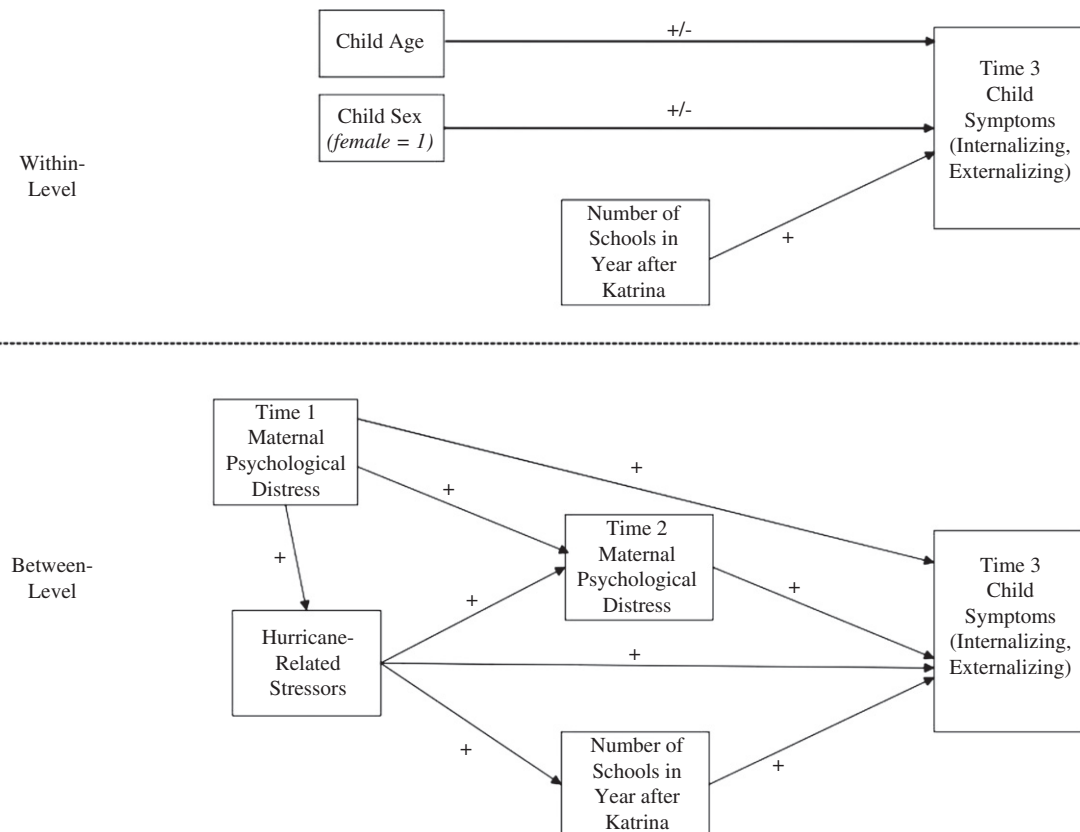 Child Age
+/-
Child Sex
(female = 1)
+/-
Time 3
Child
Symptoms
(Internalizing,
Externalizing)
Within-
Level
Number of
Schools in
Year after
Katrina
+
Time 1
Maternal
Psychological
Distress
+
+
+
Between-
Level
Time 2
Maternal
Psychological
Distress
+
Time 3
Child
Symptoms
(Internalizing,
Externalizing)
Hurricane-
Related
Stressors
+
+
+
Number of
Schools in
Year after
Katrina
+